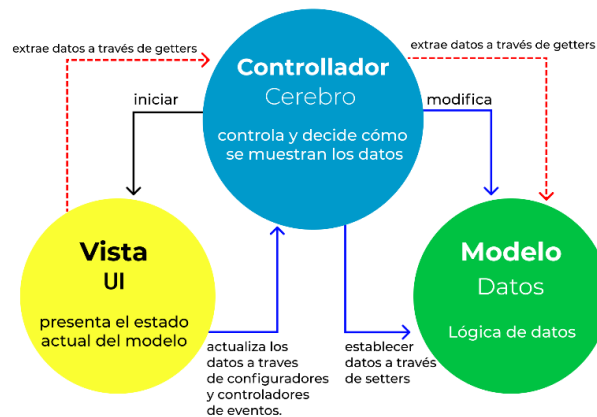 extrae datos a través de getters
extrae datos a través de getters
Controllador
Cerebro
controla y decide cómo
se muestran los datos
iniciar
modifica
Vista
UI
presenta el estado
actual del modelo
Modelo
Datos
Lógica de datos
actualiza los
datos a traves
de configuradores
y controladores
de eventos.
establecer
datos a través
de setters